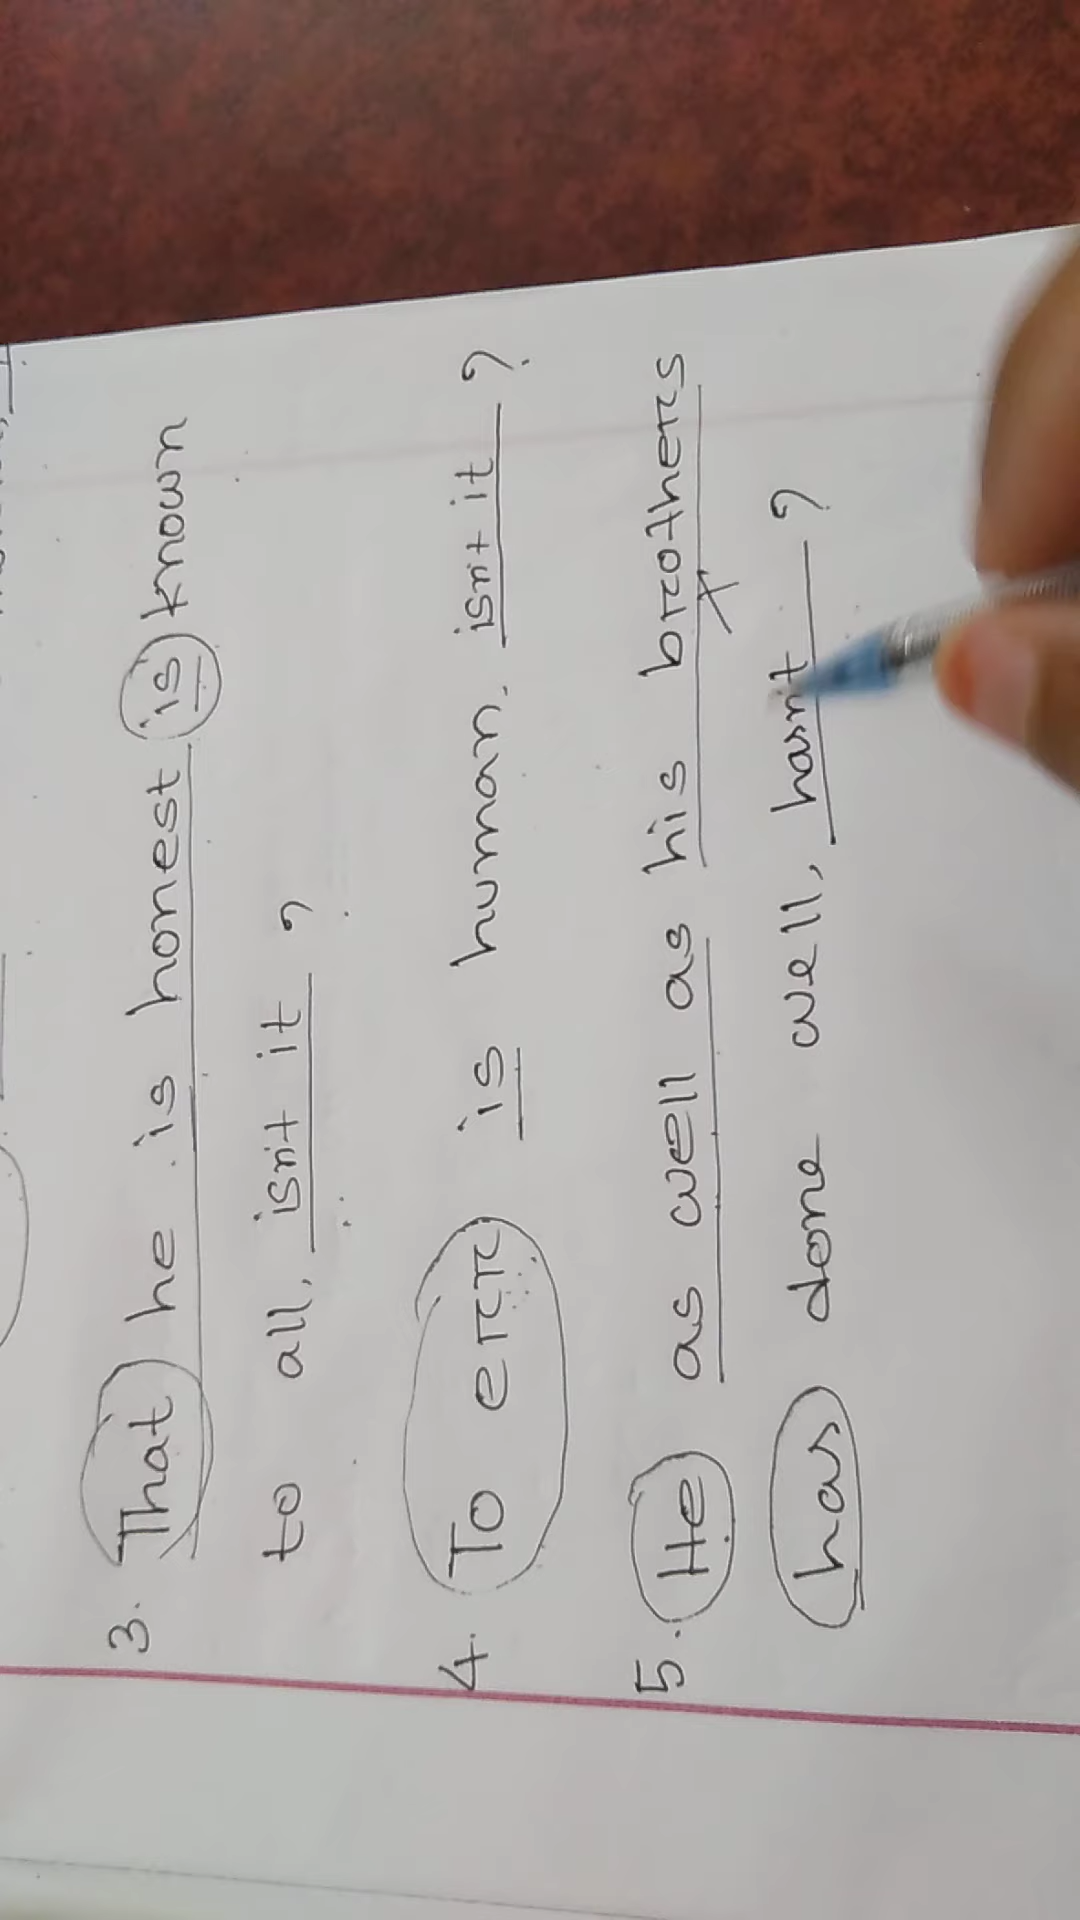 3. That he is honest is known
to all, isn't it ?
4. To err is human, isn't it ?
5. He as well as his brothers
has done well, hasn't ?